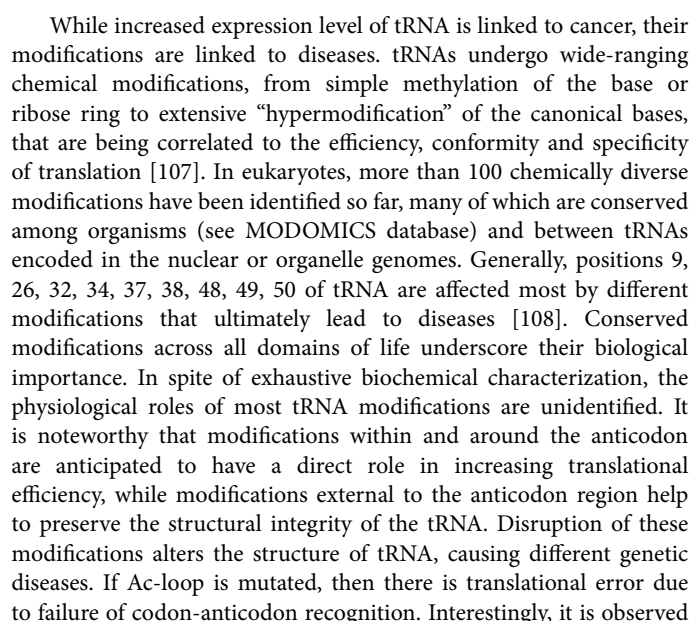 While increased expression level of tRNA is linked to cancer, their
modifications are linked to diseases. tRNAs undergo wide-ranging
chemical modifications, from simple methylation of the base or
ribose ring to extensive “hypermodification” of the canonical bases,
that are being correlated to the efficiency, conformity and specificity
of translation [107]. In eukaryotes, more than 100 chemically diverse
modifications have been identified so far, many of which are conserved
among organisms (see MODOMICS database) and between tRNAs
encoded in the nuclear or organelle genomes. Generally, positions 9,
26, 32, 34, 37, 38, 48, 49, 50 of tRNA are affected most by different
modifications that ultimately lead to diseases [108]. Conserved
modifications across all domains of life underscore their biological
importance. In spite of exhaustive biochemical characterization, the
physiological roles of most tRNA modifications are unidentified. It
is noteworthy that modifications within and around the anticodon
are anticipated to have a direct role in increasing translational
efficiency, while modifications external to the anticodon region help
to preserve the structural integrity of the tRNA. Disruption of these
modifications alters the structure of tRNA, causing different genetic
diseases. If Ac-loop is mutated, then there is translational error due
to failure of codon-anticodon recognition. Interestingly, it is observed